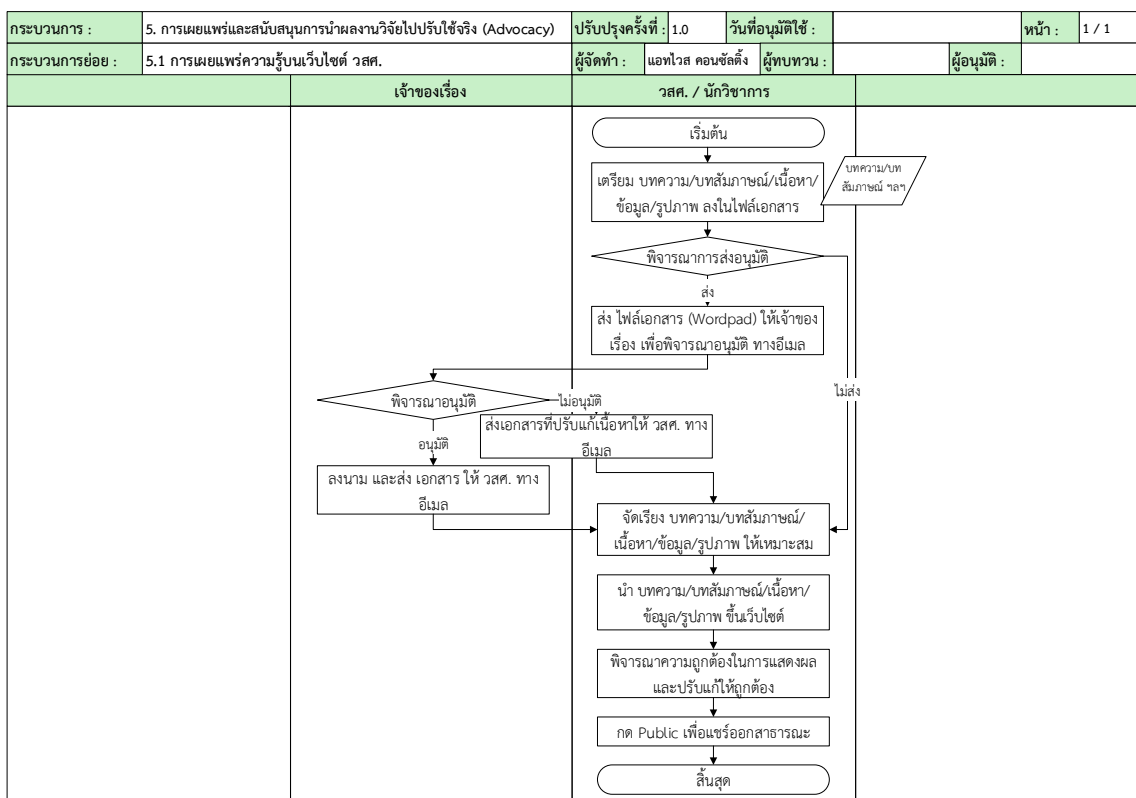 กระบวนการ : 5. การเผยแพร่และสนับสนุนการนำผลงานวิจัยไปปรับใช้จริง (Advocacy) ปรับปรุงครั้งที่ : 1.0 วันที่อนุมัติใช้ : หน้า : 1 / 1
กระบวนการย่อย : 5.1 การเผยแพร่ความรู้บนเว็บไซต์ วสศ. ผู้จัดทำ : แอทไวส คอนซัลติ้ง ผู้ทบทวน : ผู้อนุมัติ :
เจ้าของเรื่อง วสศ. / นักวิชาการ
เริ่มต้น
เตรียม บทความ/บทสัมภาษณ์/เนื้อหา/
ข้อมูล/รูปภาพ ลงในไฟล์เอกสาร
บทความ/บท
สัมภาษณ์ ฯลฯ
พิจารณาการส่งอนุมัติ
ส่ง
ส่ง ไฟล์เอกสาร (Wordpad) ให้เจ้าของ
เรื่อง เพื่อพิจารณาอนุมัติ ทางอีเมล
ไม่ส่ง
พิจารณาอนุมัติ
ไม่อนุมัติ
ส่งเอกสารที่ปรับแก้เนื้อหาให้ วสศ. ทาง
อีเมล
อนุมัติ
ลงนาม และส่ง เอกสาร ให้ วสศ. ทาง
อีเมล
จัดเรียง บทความ/บทสัมภาษณ์/
เนื้อหา/ข้อมูล/รูปภาพ ให้เหมาะสม
นำ บทความ/บทสัมภาษณ์/เนื้อหา/
ข้อมูล/รูปภาพ ขึ้นเว็บไซต์
พิจารณาความถูกต้องในการแสดงผล
และปรับแก้ให้ถูกต้อง
กด Public เพื่อแชร์ออกสาธารณะ
สิ้นสุด